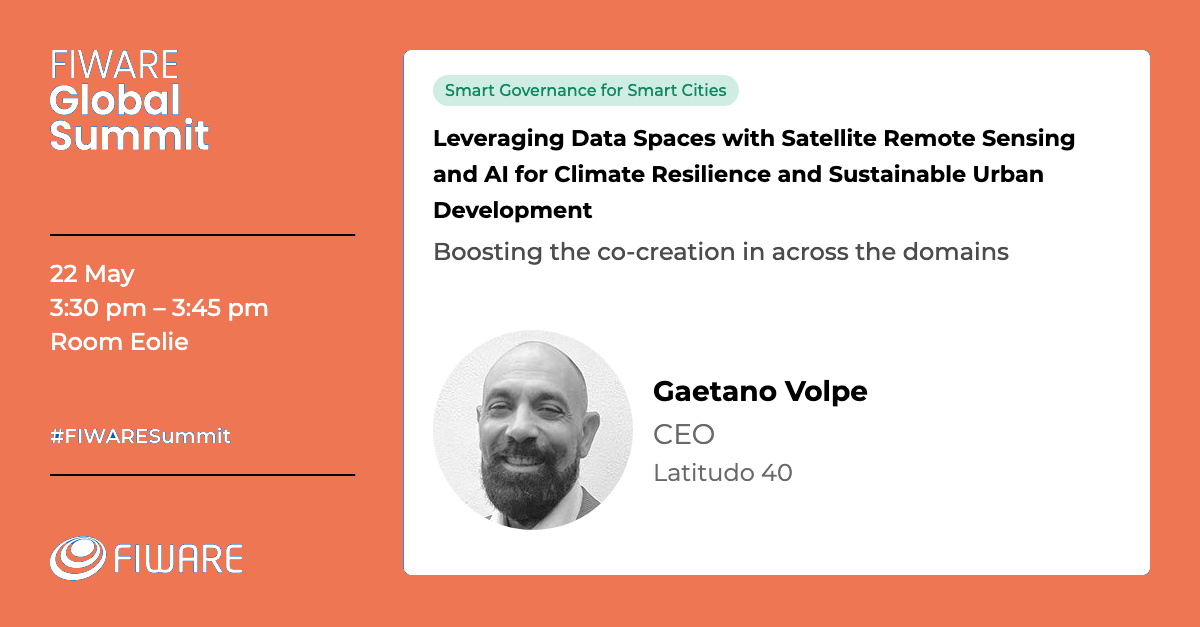 FIWARE
Global
Summit
22 May
3:30 pm – 3:45 pm
Room Eolie
#FIWARESummit
FIWARE
Smart Governance for Smart Cities
Leveraging Data Spaces with Satellite Remote Sensing
and AI for Climate Resilience and Sustainable Urban
Development
Boosting the co-creation in across the domains
Gaetano Volpe
CEO
Latitudo 40